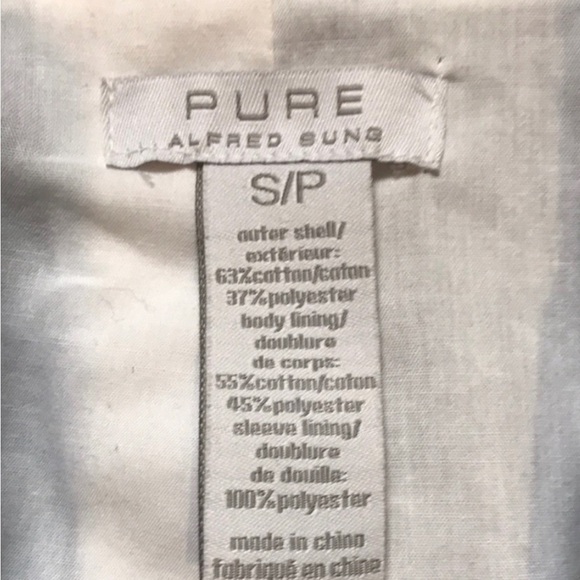 PURE
ALFRED SUNG
S/P
outer shell/
extérieur:
63%cotton/coton
37%polyester
body lining/
doublure
de corps:
55%cotton/coton
45%polyester
sleeve lining/
doublure
de douille:
100%polyester
made in china
fabriqué en chine